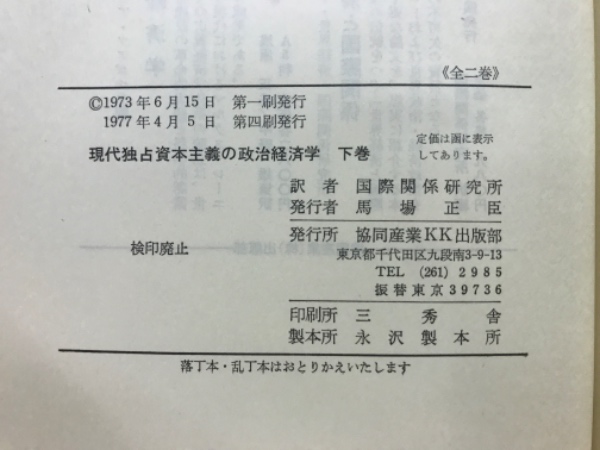 《全二巻》
©1973年6月15日 第一刷発行
1977年4月5日 第四刷発行
現代独占資本主義の政治経済学 下巻
定価は函に表示
してあります。
訳者 国際関係研究所
発行者 馬場正臣
発行所 協同産業KK出版部
東京都千代田区九段南3-9-13
TEL (261) 2985
振替東京39736
検印廃止
印刷所 三秀舎
製本所 永沢製本所
落丁本・乱丁本はおとりかえいたします